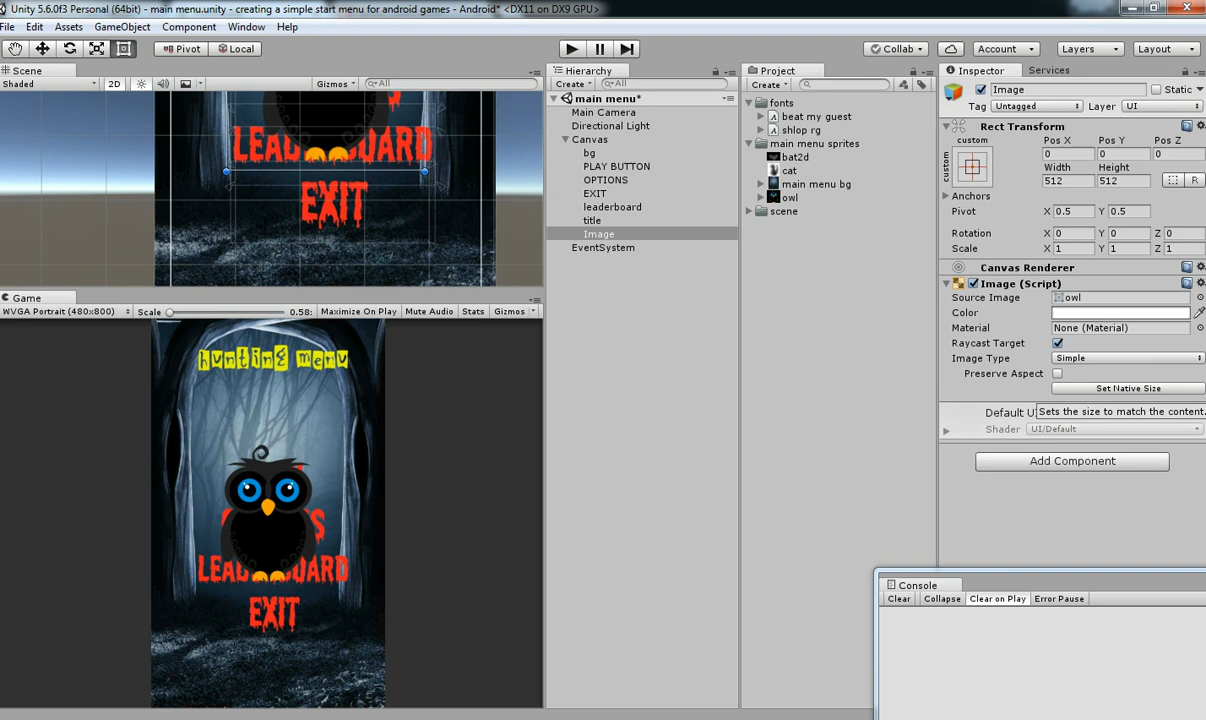 Unity 5.6.0f3 Personal (64bit) - main menu.unity - creating a simple start menu for android games - Android* <DX11 on DX9 GPU>
File Edit Assets GameObject Component Window Help
Pivot Local Collab Account Layers Layout
Scene
Shaded 2D Gizmos All
EXIT
Game
WVGA Portrait (480x800) Scale 0.58: Maximize On Play Mute Audio Stats Gizmos
hunting menu
EXIT
Hierarchy
Create All
main menu*
Main Camera
Directional Light
Canvas
bg
PLAY BUTTON
OPTIONS
EXIT
leaderboard
title
Image
EventSystem
Project
Create
fonts
beat my guest
shlop rg
main menu sprites
bat2d
cat
main menu bg
owl
scene
Inspector Services
Image Static
Tag Untagged Layer UI
Rect Transform
custom Pos X Pos Y Pos Z
custom 0 0 0
Width Height
512 512 R
Anchors
Pivot X 0.5 Y 0.5
Rotation X 0 Y 0 Z 0
Scale X 1 Y 1 Z 1
Canvas Renderer
Image (Script)
Source Image owl
Color
Material None (Material)
Raycast Target
Image Type Simple
Preserve Aspect
Set Native Size
Default U Sets the size to match the content.
Shader UI/Default
Add Component
Console
Clear Collapse Clear on Play Error Pause